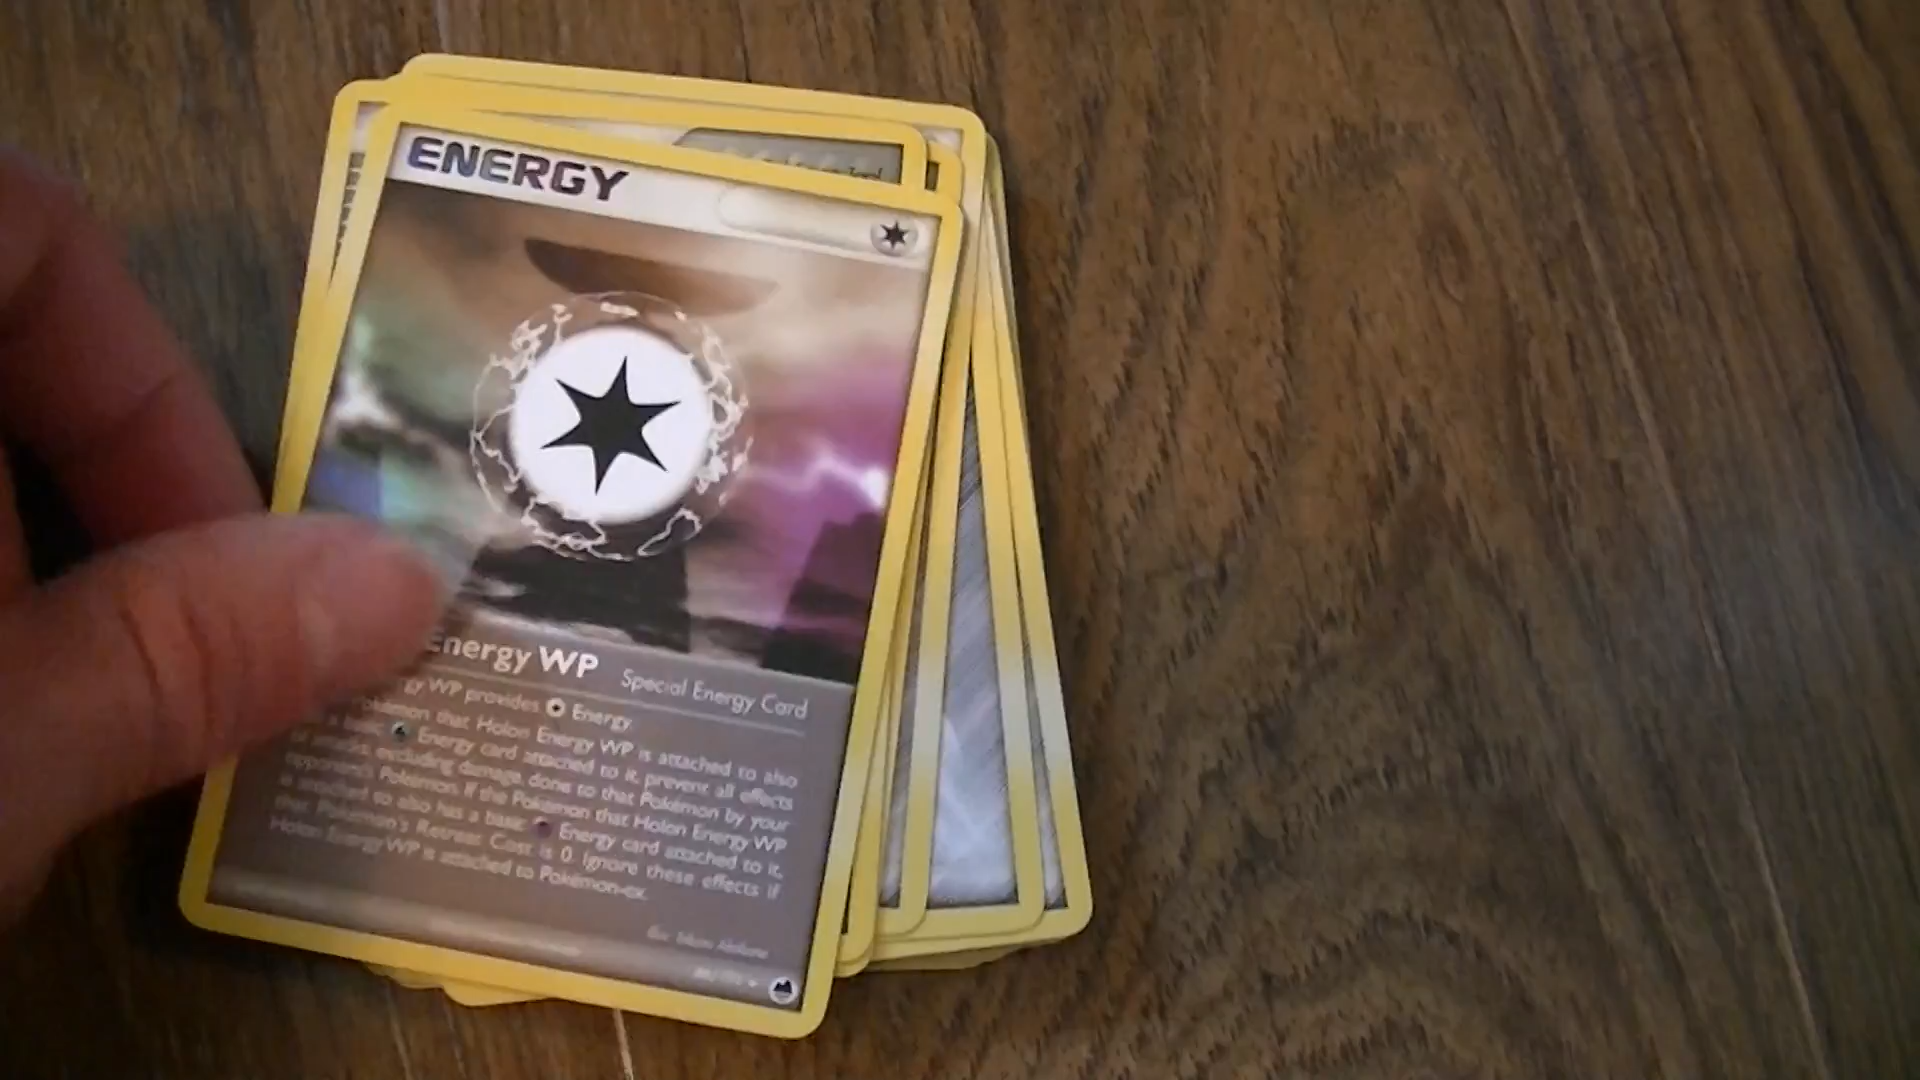 ENERGY
Energy WP Special Energy Card
gy WP provides Energy.
Pokémon that Holon Energy WP is attached to also
a basic Energy card attached to it, prevent all effects
of attacks, excluding damage, done to that Pokémon by your
opponent's Pokémon. If the Pokémon that Holon Energy WP
is attached to also has a basic Energy card attached to it,
that Pokémon's Retreat Cost is 0. Ignore these effects if
Holon Energy WP is attached to Pokémon-ex.
Illus.